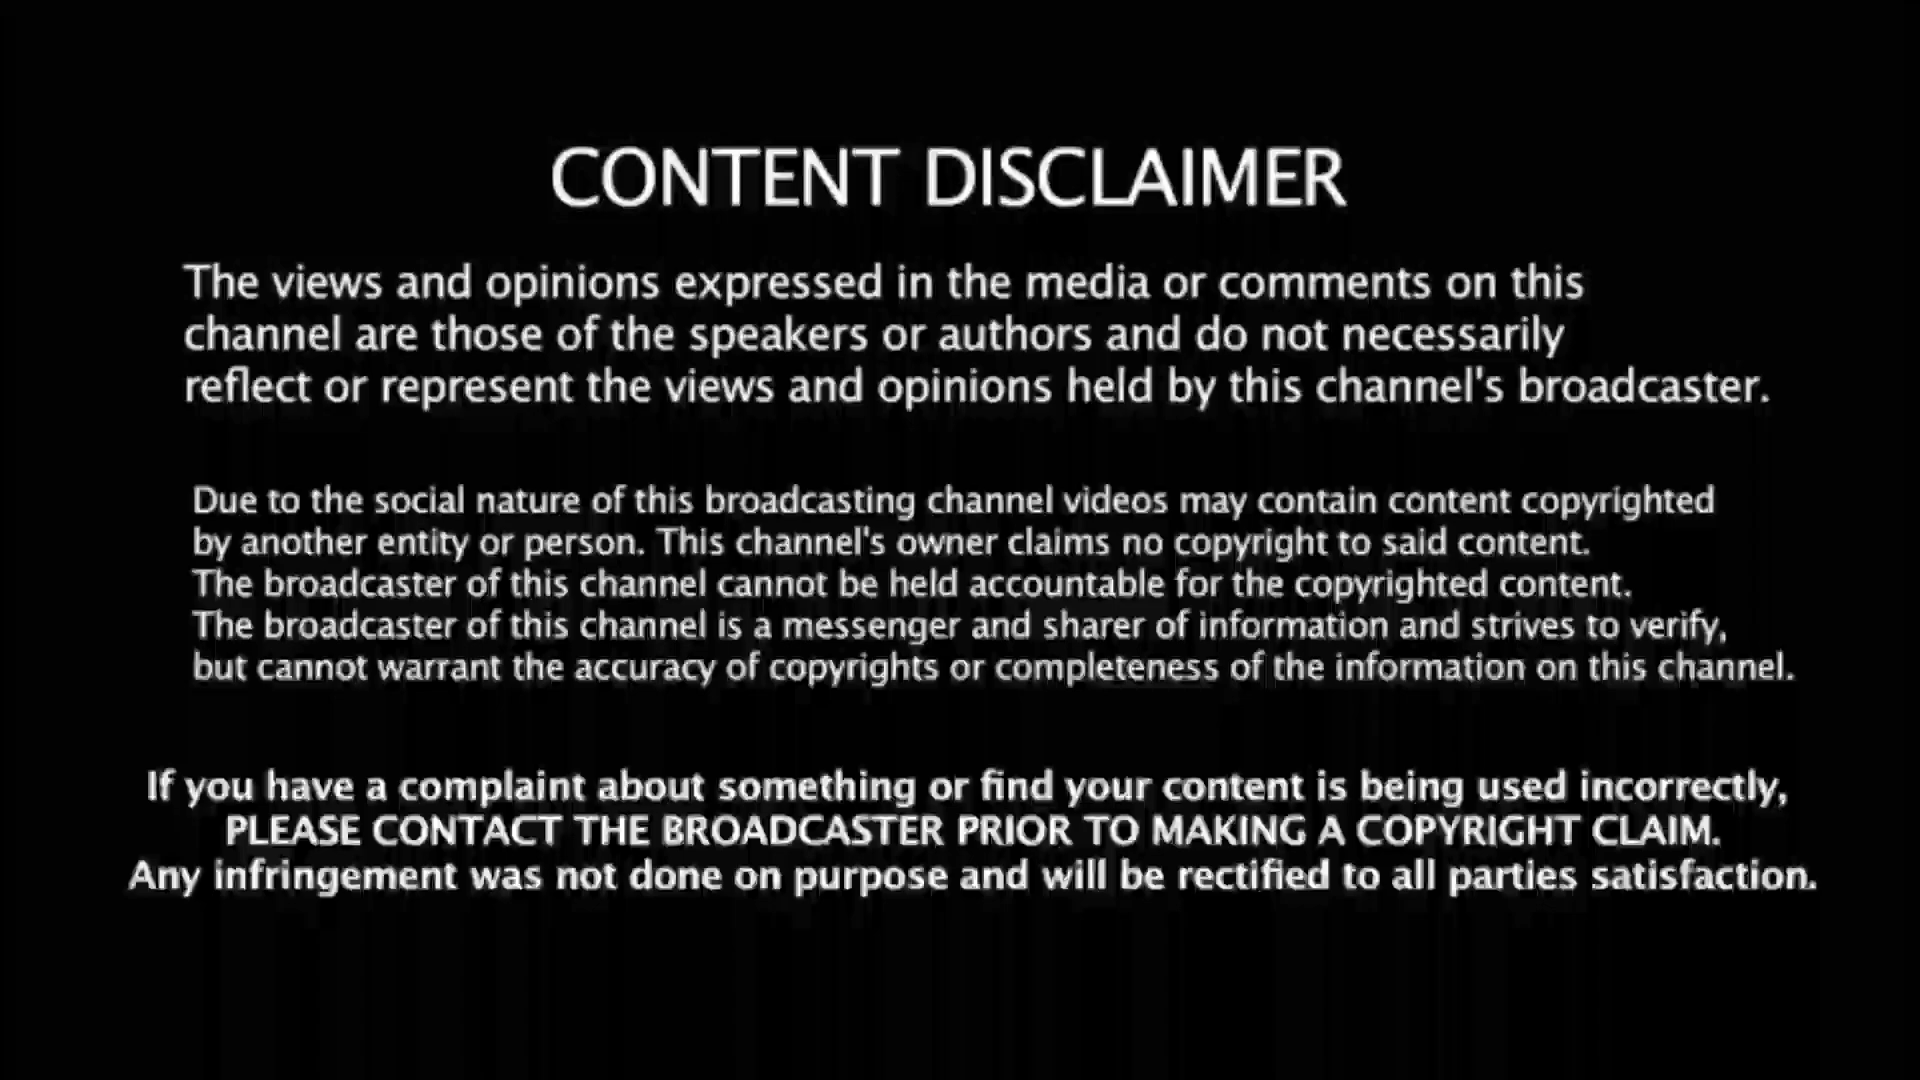 CONTENT DISCLAIMER
The views and opinions expressed in the media or comments on this
channel are those of the speakers or authors and do not necessarily
reflect or represent the views and opinions held by this channel's broadcaster.
Due to the social nature of this broadcasting channel videos may contain content copyrighted
by another entity or person. This channel's owner claims no copyright to said content.
The broadcaster of this channel cannot be held accountable for the copyrighted content.
The broadcaster of this channel is a messenger and sharer of information and strives to verify,
but cannot warrant the accuracy of copyrights or completeness of the information on this channel.
If you have a complaint about something or find your content is being used incorrectly,
PLEASE CONTACT THE BROADCASTER PRIOR TO MAKING A COPYRIGHT CLAIM.
Any infringement was not done on purpose and will be rectified to all parties satisfaction.